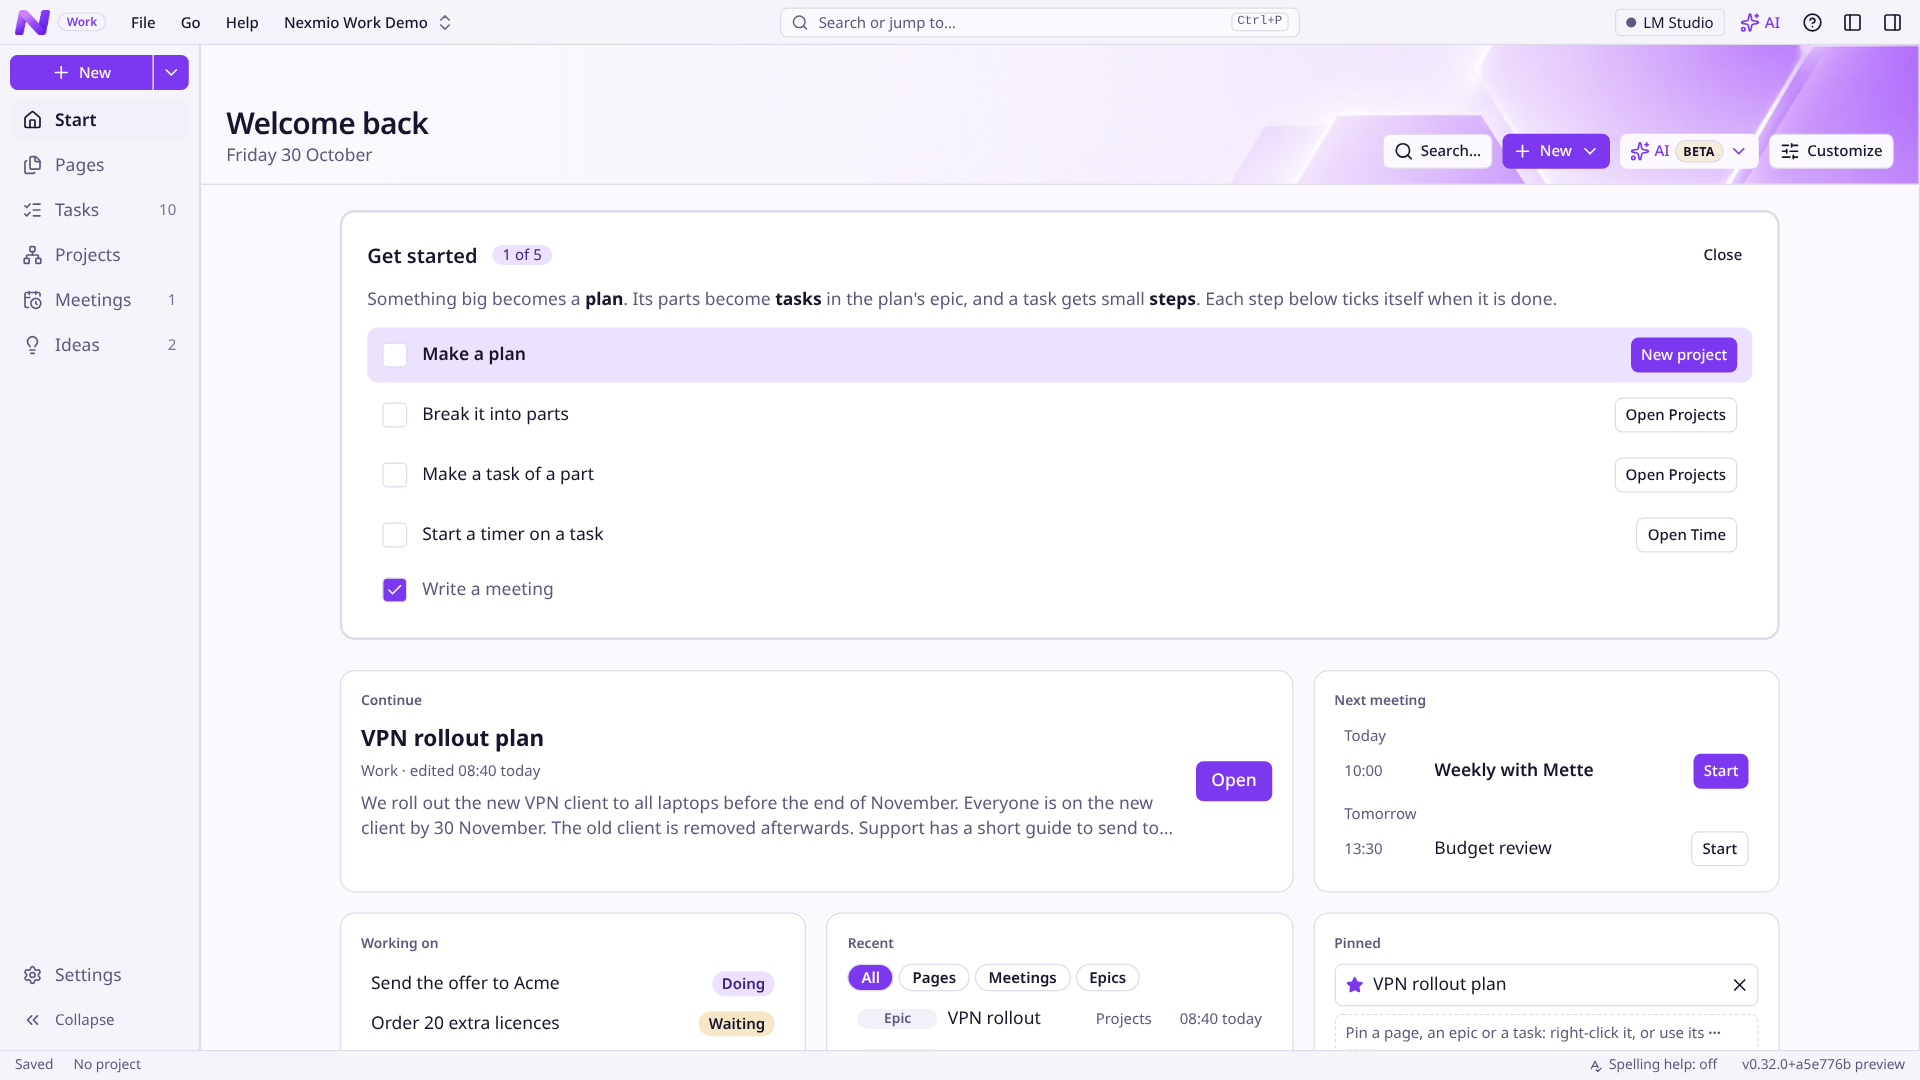 Work
File
Go
Help
Nexmio Work Demo
Search or jump to...
Ctrl+P
LM Studio
AI
New
Start
Pages
Tasks 10
Projects
Meetings 1
Ideas 2
Settings
Collapse
Welcome back
Friday 30 October
Search...
New
AI BETA
Customize
Get started 1 of 5
Close
Something big becomes a plan. Its parts become tasks in the plan's epic, and a task gets small steps. Each step below ticks itself when it is done.
Make a plan New project
Break it into parts Open Projects
Make a task of a part Open Projects
Start a timer on a task Open Time
Write a meeting
Continue
VPN rollout plan
Work · edited 08:40 today
We roll out the new VPN client to all laptops before the end of November. Everyone is on the new
client by 30 November. The old client is removed afterwards. Support has a short guide to send to...
Open
Next meeting
Today
10:00 Weekly with Mette Start
Tomorrow
13:30 Budget review Start
Working on
Send the offer to Acme Doing
Order 20 extra licences Waiting
Recent
All Pages Meetings Epics
Epic VPN rollout Projects 08:40 today
Pinned
VPN rollout plan
Pin a page, an epic or a task: right-click it, or use its ···
Saved
No project
Spelling help: off
v0.32.0+a5e776b preview